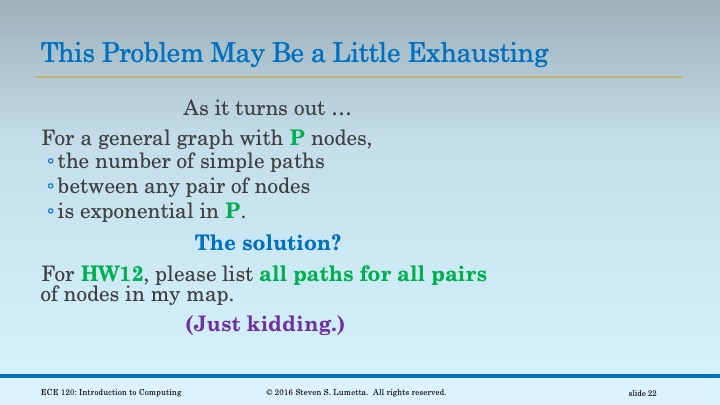 This Problem May Be a Little Exhausting
As it turns out …
For a general graph with P nodes,
◦the number of simple paths
◦between any pair of nodes
◦is exponential in P.
The solution?
For HW12, please list all paths for all pairs
of nodes in my map.
(Just kidding.)
ECE 120: Introduction to Computing © 2016 Steven S. Lumetta. All rights reserved. slide 22